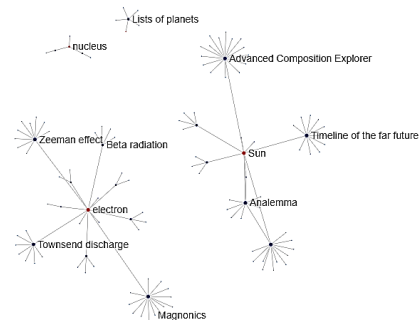 Lists of planets
nucleus
Advanced Composition Explorer
Zeeman effect
Beta radiation
Timeline of the far future
Sun
electron
Analemma
Townsend discharge
Magnonics